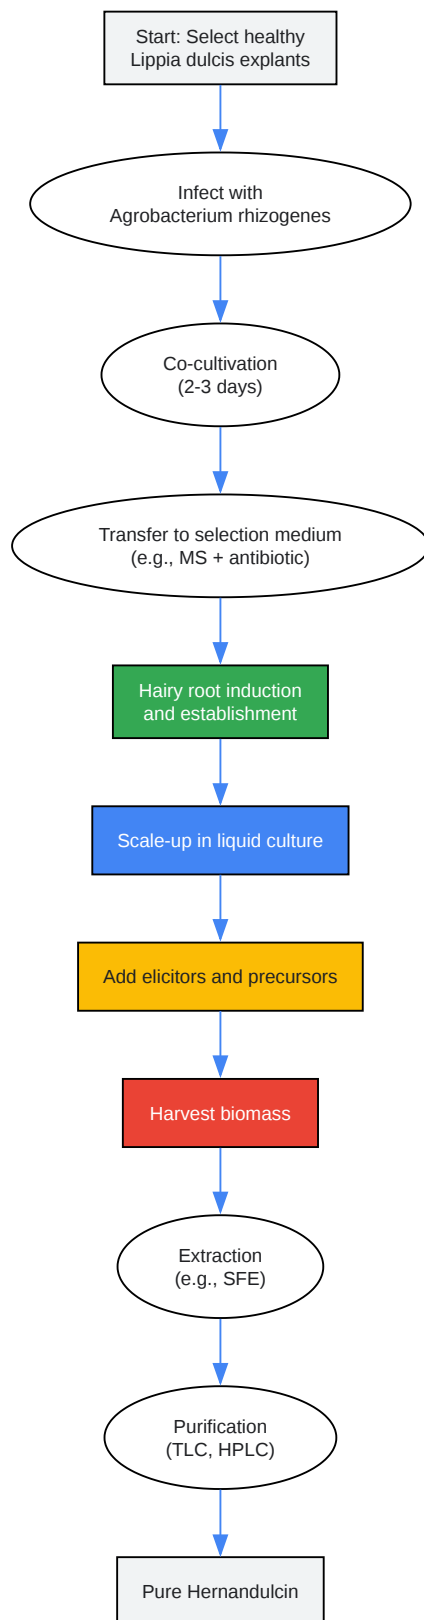 Start: Select healthy
Lippia dulcis explants
Infect with
Agrobacterium rhizogenes
Co-cultivation
(2-3 days)
Transfer to selection medium
(e.g., MS + antibiotic)
Hairy root induction
and establishment
Scale-up in liquid culture
Add elicitors and precursors
Harvest biomass
Extraction
(e.g., SFE)
Purification
(TLC, HPLC)
Pure Hernandulcin